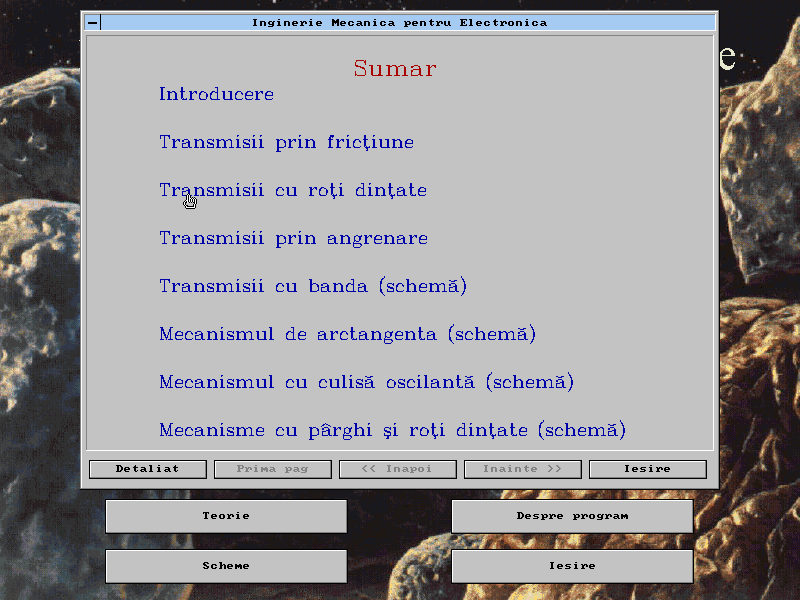 Inginerie Mecanica pentru Electronica
e
Sumar
Introducere
Transmisii prin fricţiune
Transmisii cu roţi dinţate
Transmisii prin angrenare
Transmisii cu banda (schemă)
Mecanismul de arctangenta (schemă)
Mecanismul cu culisă oscilantă (schemă)
Mecanisme cu pârghi şi roţi dinţate (schemă)
Detaliat Prima pag << Inapoi Inainte >> Iesire
Teorie Despre program
Scheme Iesire